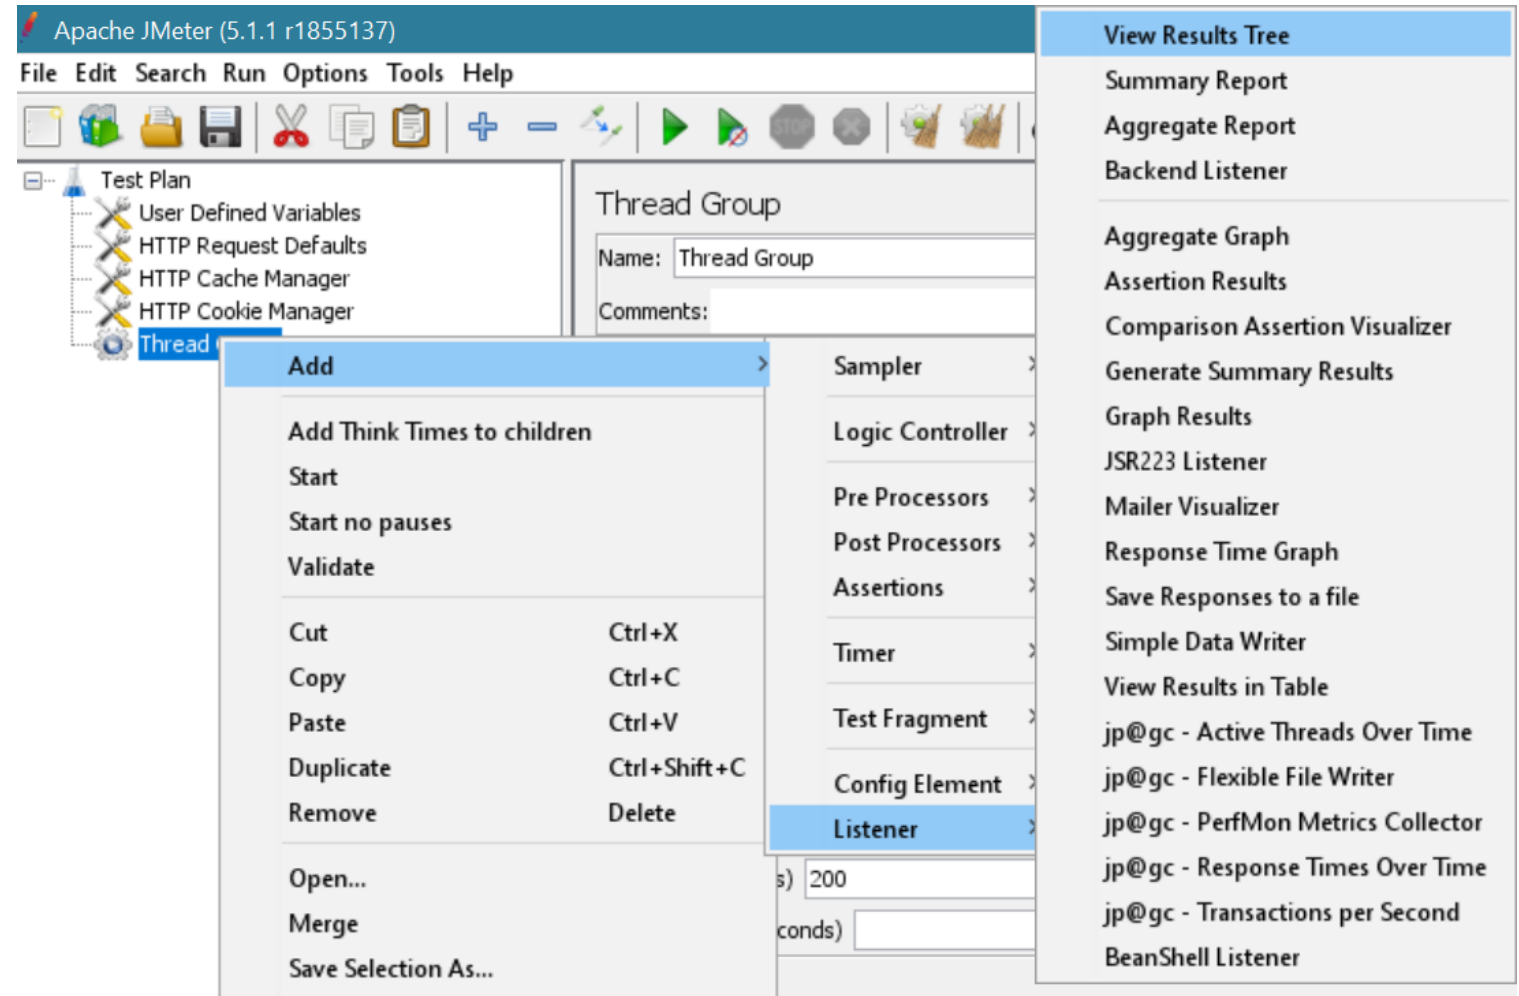 Apache JMeter (5.1.1 r1855137)
File Edit Search Run Options Tools Help
STOP
Test Plan
User Defined Variables
HTTP Request Defaults
HTTP Cache Manager
HTTP Cookie Manager
Thread
Thread Group
Name: Thread Group
Comments:
Add
Add Think Times to children
Start
Start no pauses
Validate
Cut Ctrl+X
Copy Ctrl+C
Paste Ctrl+V
Duplicate Ctrl+Shift+C
Remove Delete
Open...
Merge
Save Selection As...
Sampler
Logic Controller
Pre Processors
Post Processors
Assertions
Timer
Test Fragment
Config Element
Listener
s) 200
conds)
View Results Tree
Summary Report
Aggregate Report
Backend Listener
Aggregate Graph
Assertion Results
Comparison Assertion Visualizer
Generate Summary Results
Graph Results
JSR223 Listener
Mailer Visualizer
Response Time Graph
Save Responses to a file
Simple Data Writer
View Results in Table
jp@gc - Active Threads Over Time
jp@gc - Flexible File Writer
jp@gc - PerfMon Metrics Collector
jp@gc - Response Times Over Time
jp@gc - Transactions per Second
BeanShell Listener